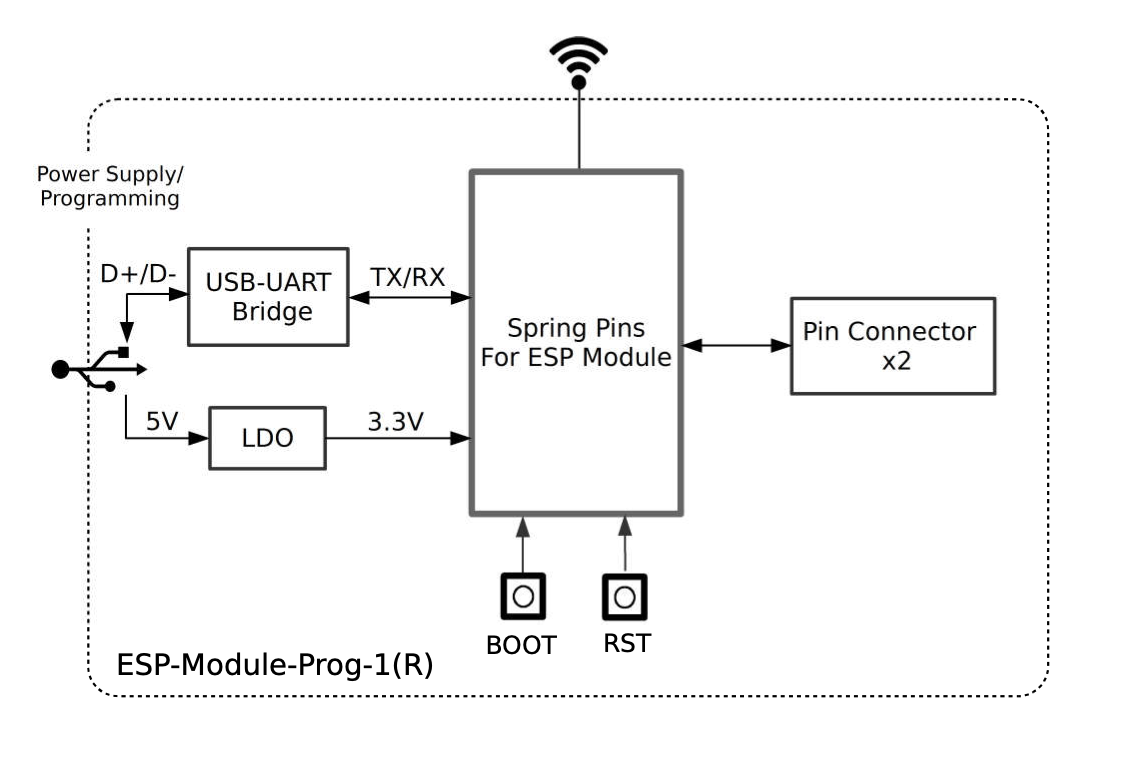 Power Supply/
Programming
D+/D-
USB-UART
Bridge
TX/RX
Spring Pins
For ESP Module
Pin Connector
x2
5V
LDO
3.3V
BOOT
RST
ESP-Module-Prog-1(R)